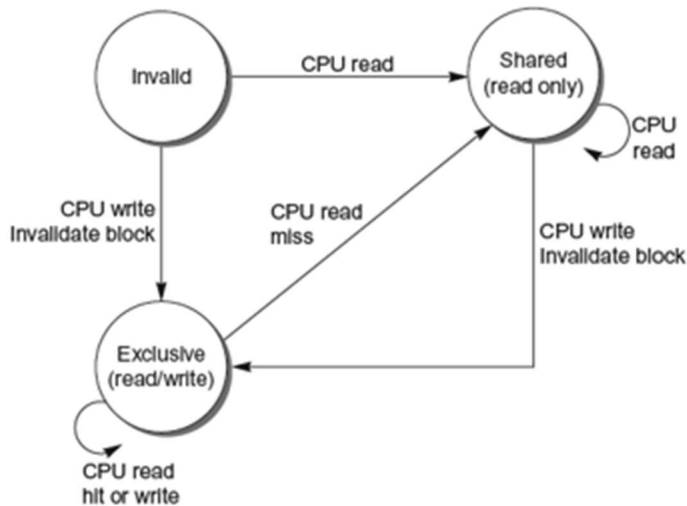 Invalid
CPU read
Shared
(read only)
CPU
read
CPU write
Invalidate block
CPU read
miss
CPU write
Invalidate block
Exclusive
(read/write)
CPU read
hit or write